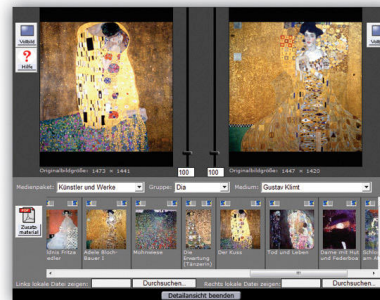 Vollbild
Hilfe
Originalbildgröße: 1473 × 1441
100
100
Originalbildgröße: 1447 × 1420
Medienpaket: Künstler und Werke
Gruppe: Dia
Medium: Gustav Klimt
Zusatz-
material
Adele Bloch-
Bauer I
Mohnwiese
Die
Erwartung
(Tänzerin)
Der Kuss
Tod und Leben
Dame mit Hut
und Federboa
Links lokale Datei zeigen:
Durchsuchen...
Rechts lokale Datei zeigen:
Durchsuchen...
Detailansicht beenden